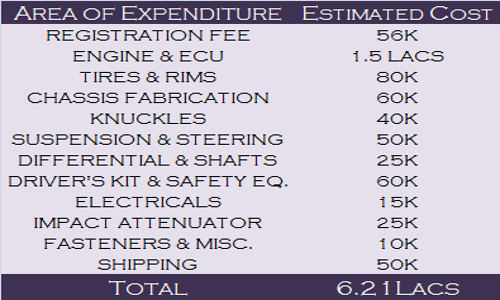 Area of Expenditure Estimated Cost
Registration Fee 56K
Engine & ECU 1.5 Lacs
Tires & Rims 80K
Chassis Fabrication 60K
Knuckles 40K
Suspension & Steering 50K
Differential & Shafts 25K
Driver's Kit & Safety Eq. 60K
Electricals 15K
Impact Attenuator 25K
Fasteners & Misc. 10K
Shipping 50K
Total 6.21Lacs